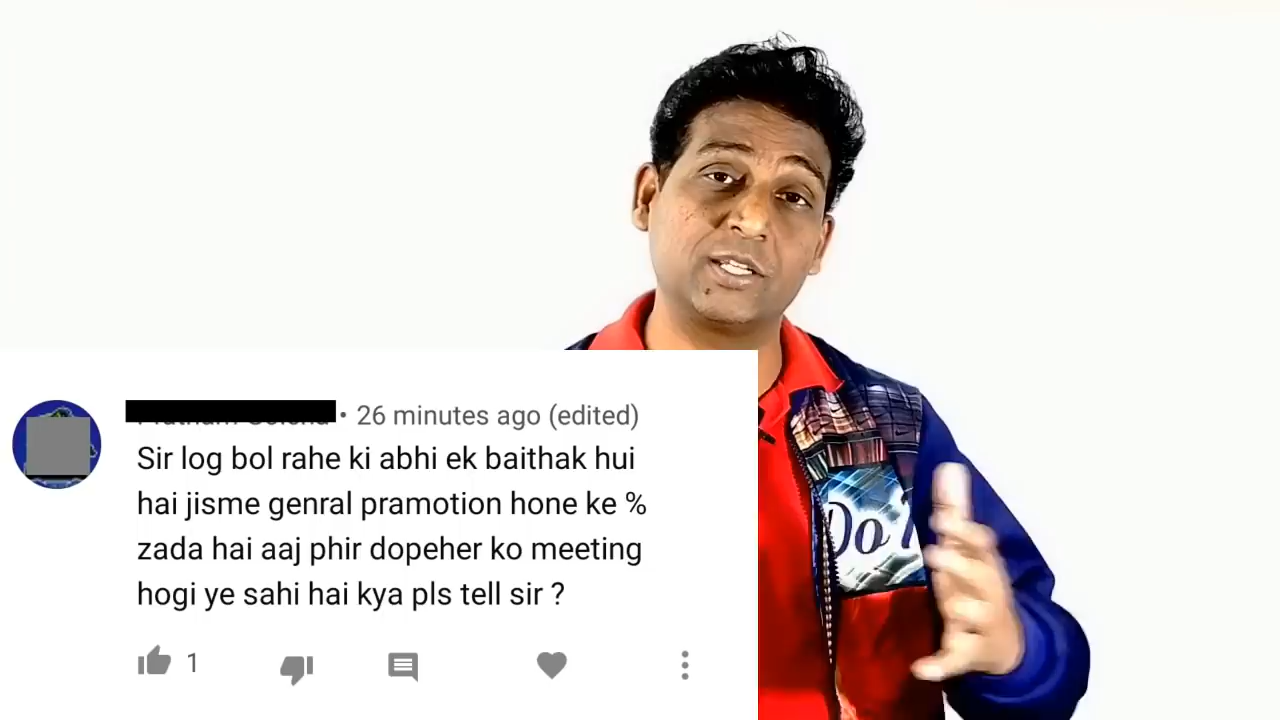 • 26 minutes ago (edited)
Sir log bol rahe ki abhi ek baithak hui
hai jisme genral pramotion hone ke %
zada hai aaj phir dopeher ko meeting
hogi ye sahi hai kya pls tell sir ?
1
Do